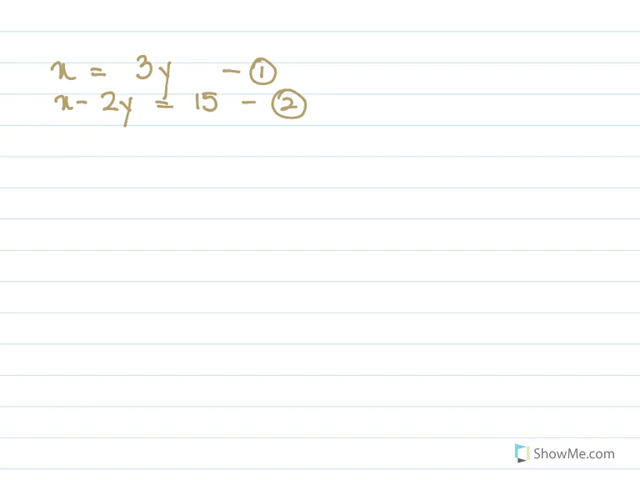 x = 3y - ①
x - 2y = 15 - ②
ShowMe.com